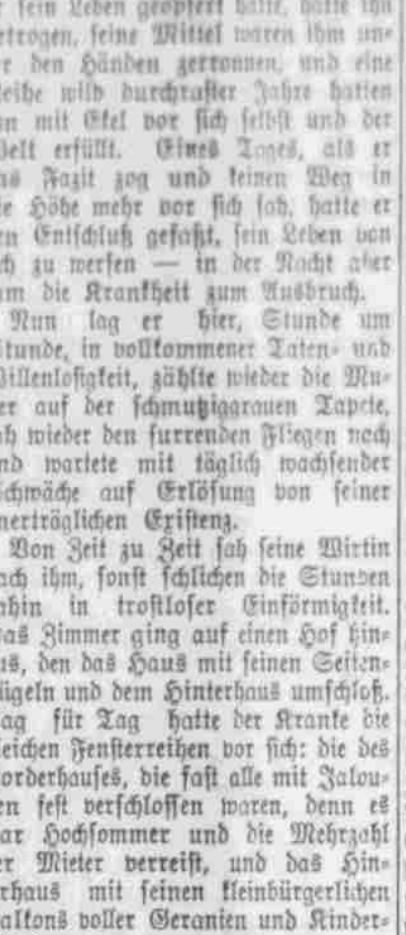 r sein Leben geopfert hatte, hatte ihn
etrogen, seine Mittel waren ihm un-
r den Händen zerronnen, und eine
eihe wild durchraster Jahre hatten
n mit Ekel vor sich selbst und der
elt erfüllt. Eines Tages, als er
as Fazit zog und keinen Weg in
ie Höhe mehr vor sich sah, hatte er
en Entschluß gefaßt, sein Leben von
ch zu werfen — in der Nacht aber
am die Krankheit zum Ausbruch.
Nun lag er hier, Stunde um
tunde, in vollkommener Taten- und
illenlosigkeit, zählte wieder die Mu-
er auf der schmutziggrauen Tapete,
ah wieder den surrenden Fliegen nach
nd wartete mit täglich wachsender
chwäche auf Erlösung von seiner
nerträglichen Existenz.
Von Zeit zu Zeit sah seine Wirtin
ach ihm, sonst schlichen die Stunden
ahin in trostloser Einförmigkeit.
as Zimmer ging auf einen Hof hin-
us, den das Haus mit seinen Seiten-
ügeln und dem Hinterhaus umschloß.
ag für Tag hatte der Kranke die
leichen Fensterreihen vor sich: die des
orderhauses, die fast alle mit Jalou-
en fest verschlossen waren, denn es
ar Hochsommer und die Mehrzahl
er Mieter verreist, und das Hin-
rhaus mit seinen kleinbürgerlichen
alkons voller Geranien und Kinder-